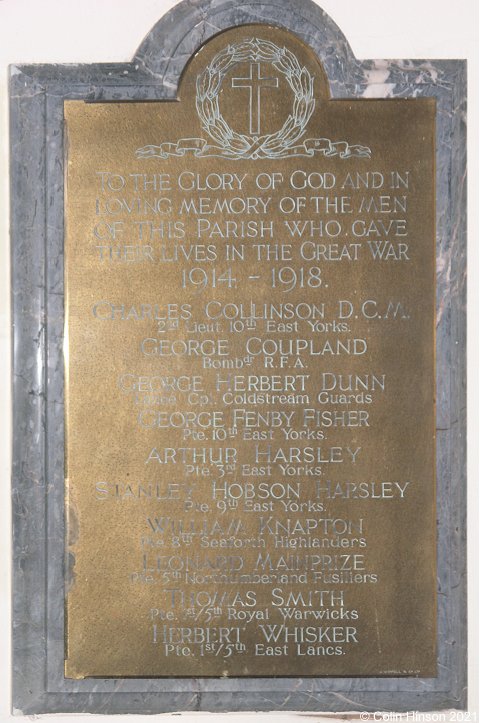 TO THE GLORY OF GOD AND IN
LOVING MEMORY OF THE MEN
OF THIS PARISH WHO GAVE
THEIR LIVES IN THE GREAT WAR
1914 - 1918.
CHARLES COLLINSON D.C.M.
2nd Lieut. 10th East Yorks.
GEORGE COUPLAND
Bombdr R.F.A.
GEORGE HERBERT DUNN
Lance Cpl. Coldstream Guards
GEORGE FENBY FISHER
Pte. 10th East Yorks.
ARTHUR HARSLEY
Pte. 3rd East Yorks.
STANLEY HOBSON HARSLEY
Pte. 9th East Yorks.
WILLIAM KNAPTON
Pte. 8th Seaforth Highlanders
LEONARD MAINPRIZE
Pte. 5th Northumberland Fusiliers
THOMAS SMITH
Pte. /5th Royal Warwicks
HERBERT WHISKER
Pte. 1st/5th East Lancs.
© Colin Hinson 2021